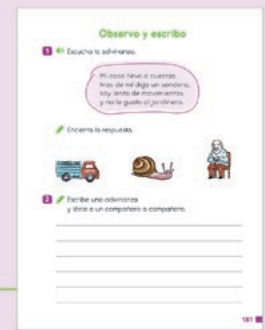 Observo y escribo
1 Escucha la adivinanza.
Mi casa llevo a cuestas,
tras de mí dejo un sendero,
soy lento de movimientos,
y no le gusto al jardinero.
Encierra la respuesta.
2 Escribe una adivinanza
y léela a un compañero o compañera.
181